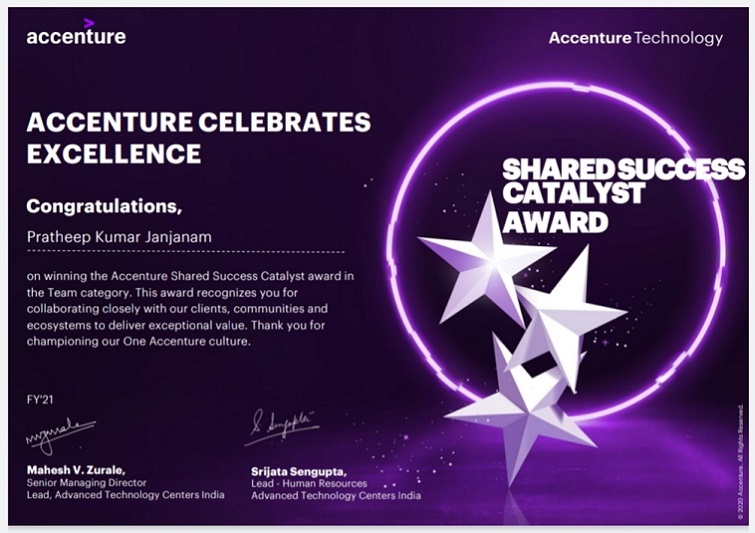 accenture
Accenture Technology
ACCENTURE CELEBRATES
EXCELLENCE
SHARED SUCCESS
CATALYST
AWARD
Congratulations,
Pratheep Kumar Janjanam
on winning the Accenture Shared Success Catalyst award in
the Team category. This award recognizes you for
collaborating closely with our clients, communities and
ecosystems to deliver exceptional value. Thank you for
championing our One Accenture culture.
FY'21
S. Sengupta
Mahesh V. Zurale,
Senior Managing Director
Lead, Advanced Technology Centers India
Srijata Sengupta,
Lead - Human Resources
Advanced Technology Centers India
© 2020 Accenture. All Rights Reserved.